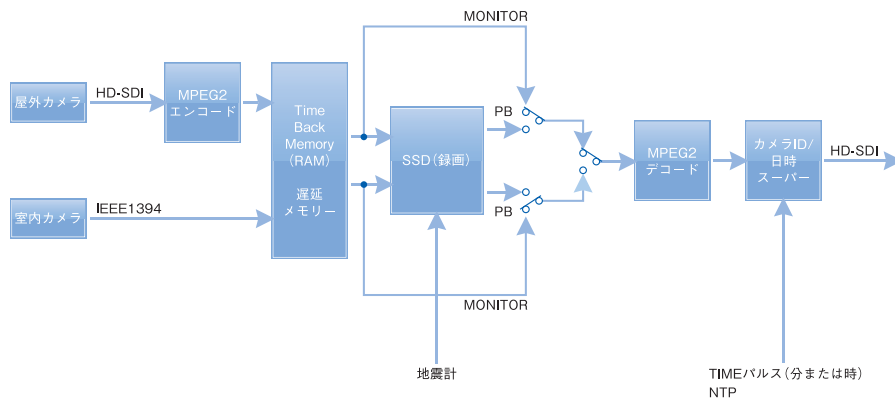 MONITOR
屋外カメラ
HD-SDI
MPEG2
エンコード
Time
Back
Memory
(RAM)
遅延
メモリー
SSD(録画)
PB
MPEG2
デコード
カメラID/
日時
スーパー
HD-SDI
室内カメラ
IEEE1394
PB
MONITOR
地震計
TIMEパルス(分または時)
NTP